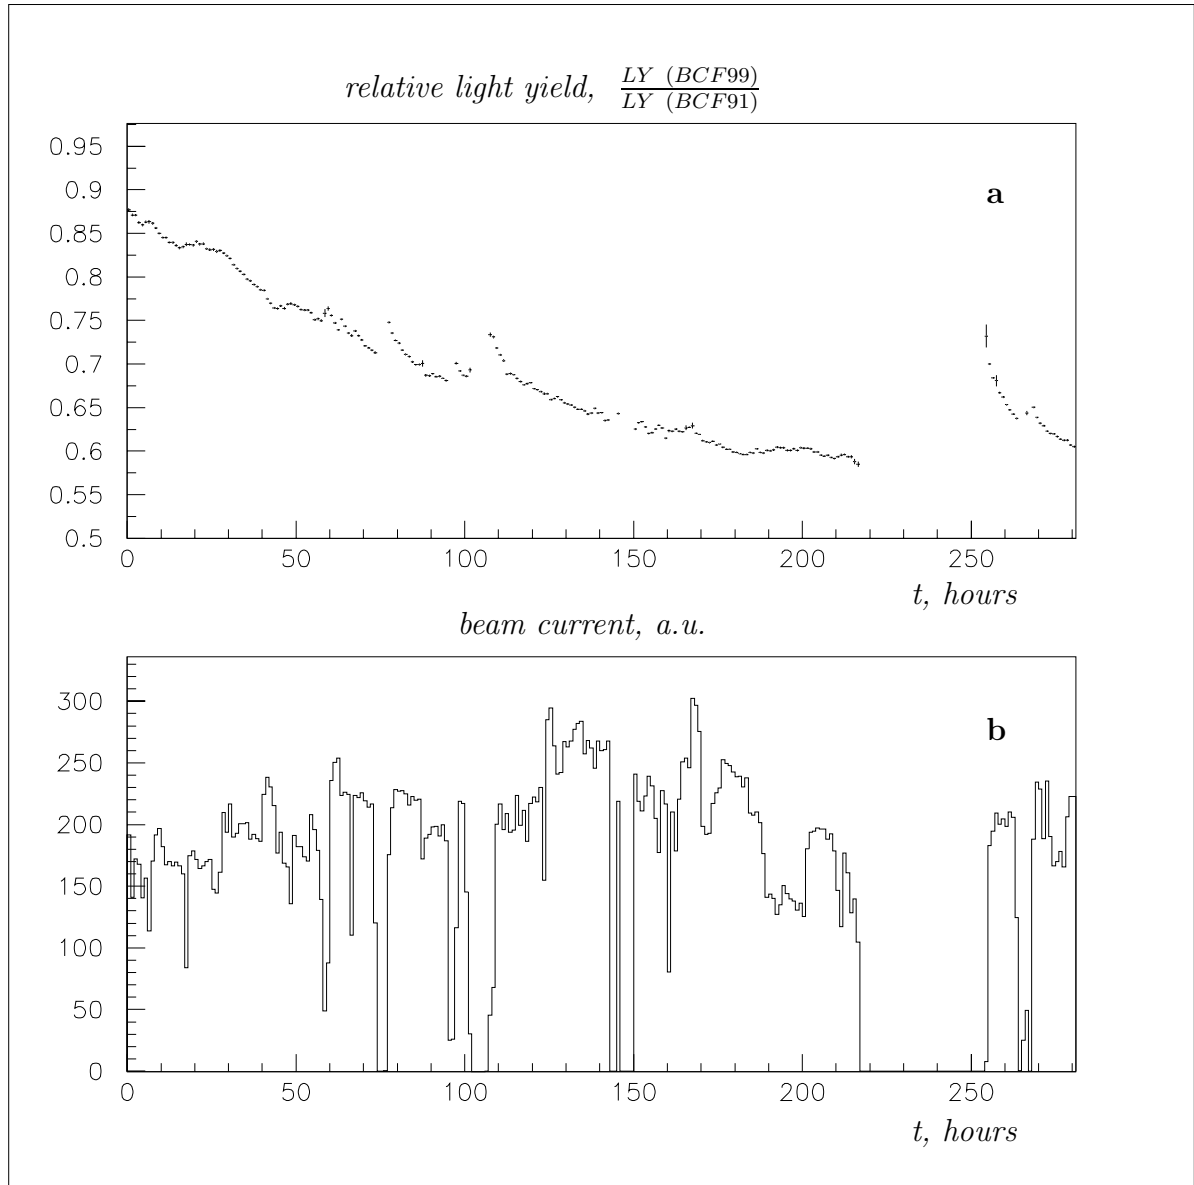 relative light yield, LY (BCF99) / LY (BCF91)
0.95
0.9
a
0.85
0.8
0.75
0.7
0.65
0.6
0.55
0.5
0 50 100 150 200 250
t, hours
beam current, a.u.
300
b
250
200
150
100
50
0
0 50 100 150 200 250
t, hours